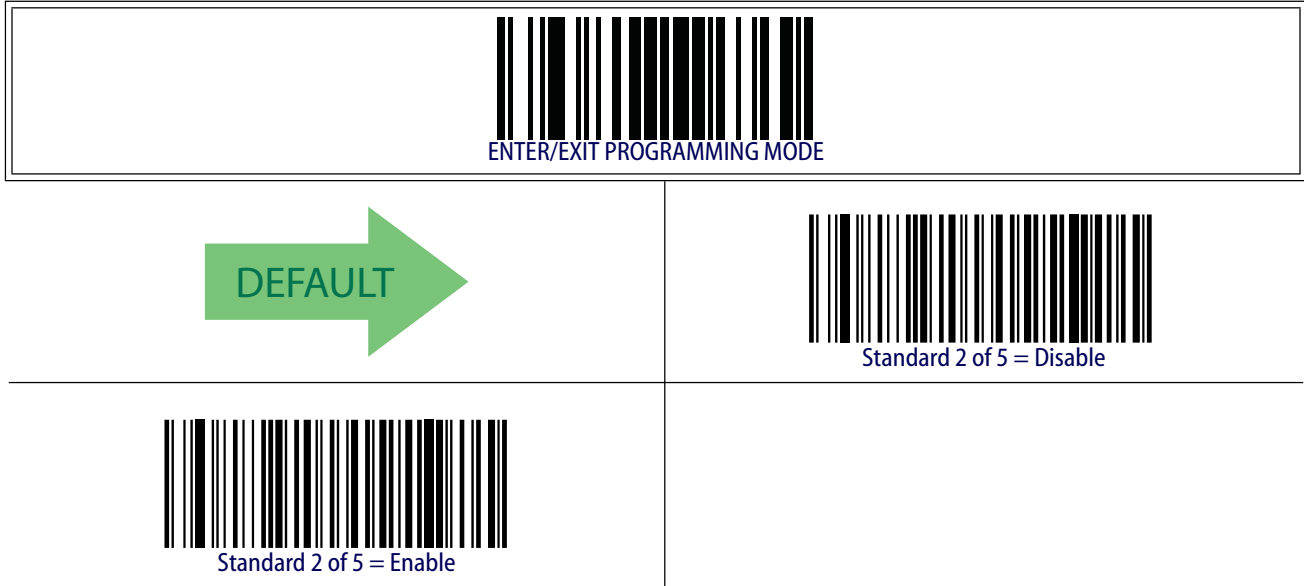 ENTER/EXIT PROGRAMMING MODE
DEFAULT
Standard 2 of 5 = Disable
Standard 2 of 5 = Enable